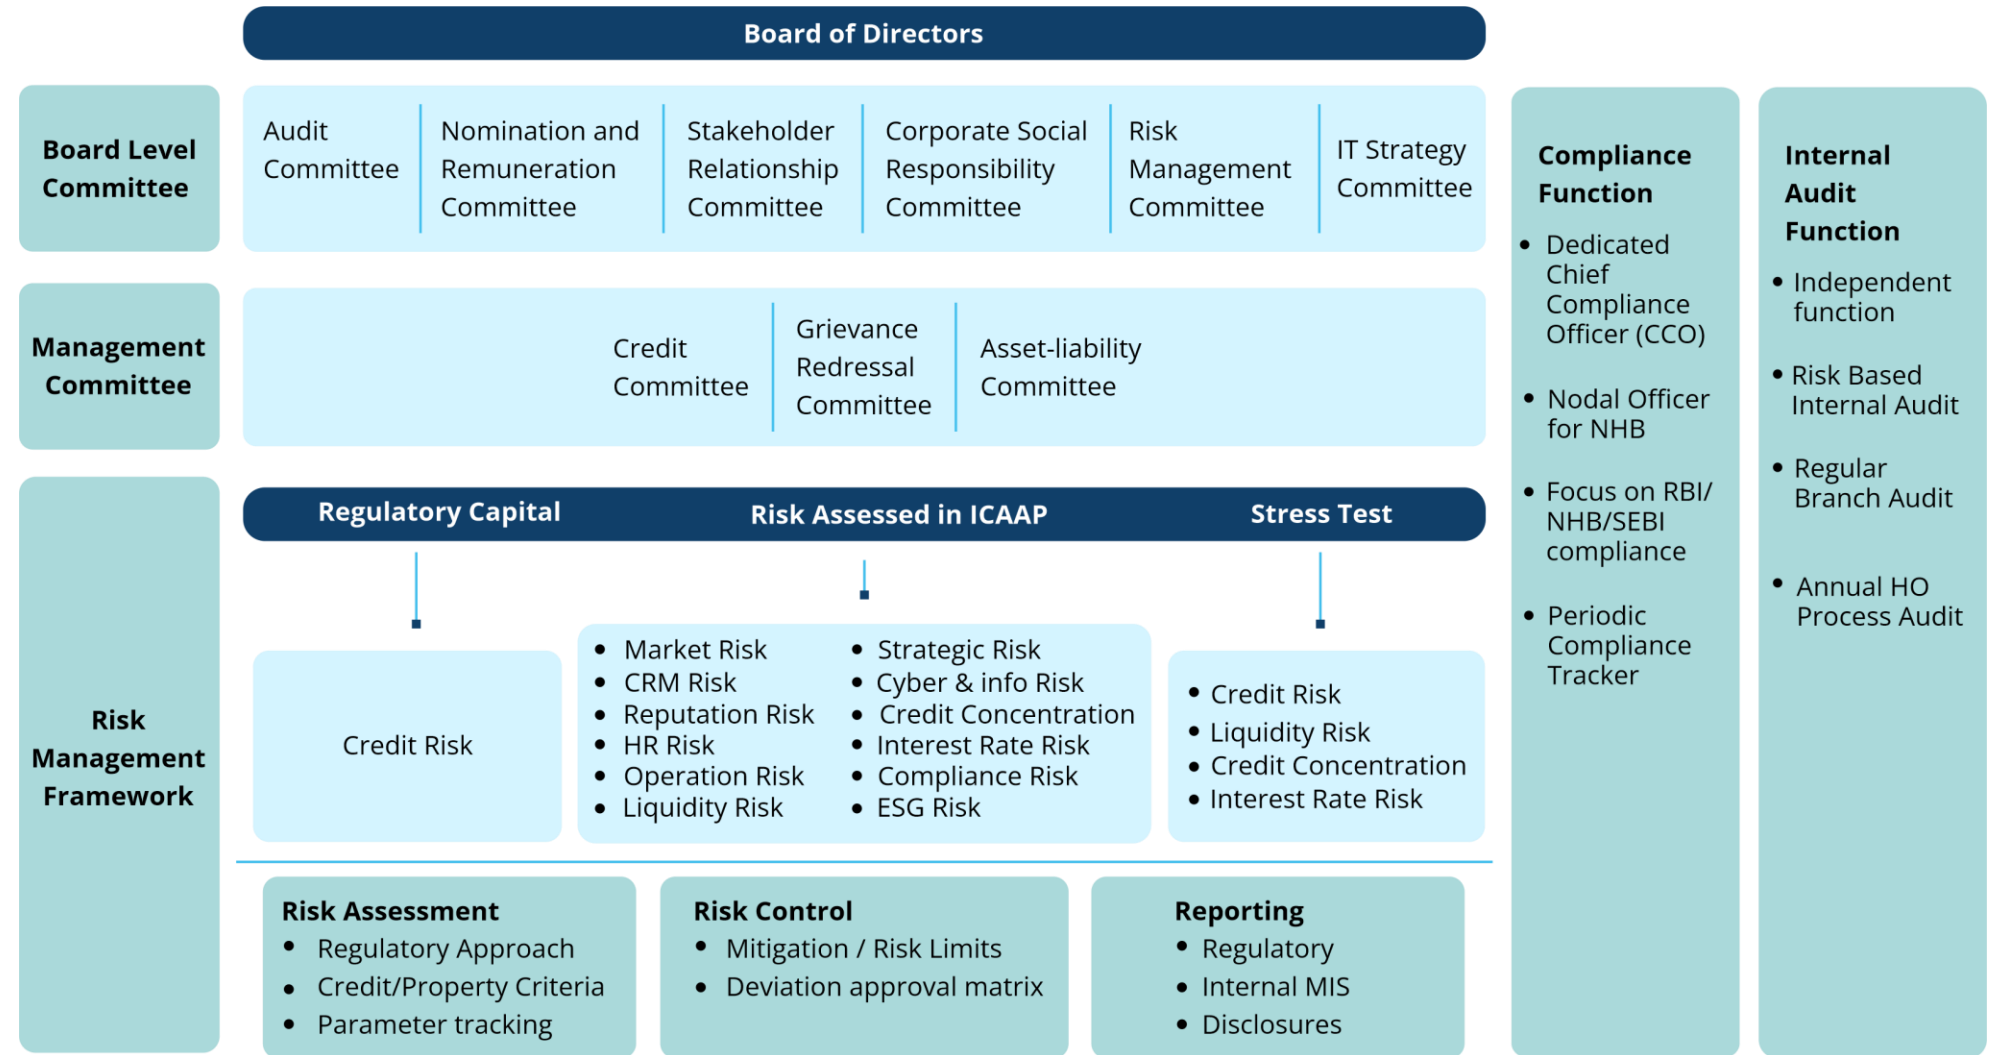 Board of Directors
Board Level
Committee
Audit
Committee
Nomination and
Remuneration
Committee
Stakeholder
Relationship
Committee
Corporate Social
Responsibility
Committee
Risk
Management
Committee
IT Strategy
Committee
Management
Committee
Credit
Committee
Grievance
Redressal
Committee
Asset-liability
Committee
Risk
Management
Framework
Regulatory Capital
Risk Assessed in ICAAP
Stress Test
Credit Risk
• Market Risk
• CRM Risk
• Reputation Risk
• HR Risk
• Operation Risk
• Liquidity Risk
• Strategic Risk
• Cyber & info Risk
• Credit Concentration
• Interest Rate Risk
• Compliance Risk
• ESG Risk
• Credit Risk
• Liquidity Risk
• Credit Concentration
• Interest Rate Risk
Risk Assessment
• Regulatory Approach
• Credit/Property Criteria
• Parameter tracking
Risk Control
• Mitigation / Risk Limits
• Deviation approval matrix
Reporting
• Regulatory
• Internal MIS
• Disclosures
Compliance
Function
• Dedicated
Chief
Compliance
Officer (CCO)
• Nodal Officer
for NHB
• Focus on RBI/
NHB/SEBI
compliance
• Periodic
Compliance
Tracker
Internal
Audit
Function
• Independent
function
• Risk Based
Internal Audit
• Regular
Branch Audit
• Annual HO
Process Audit